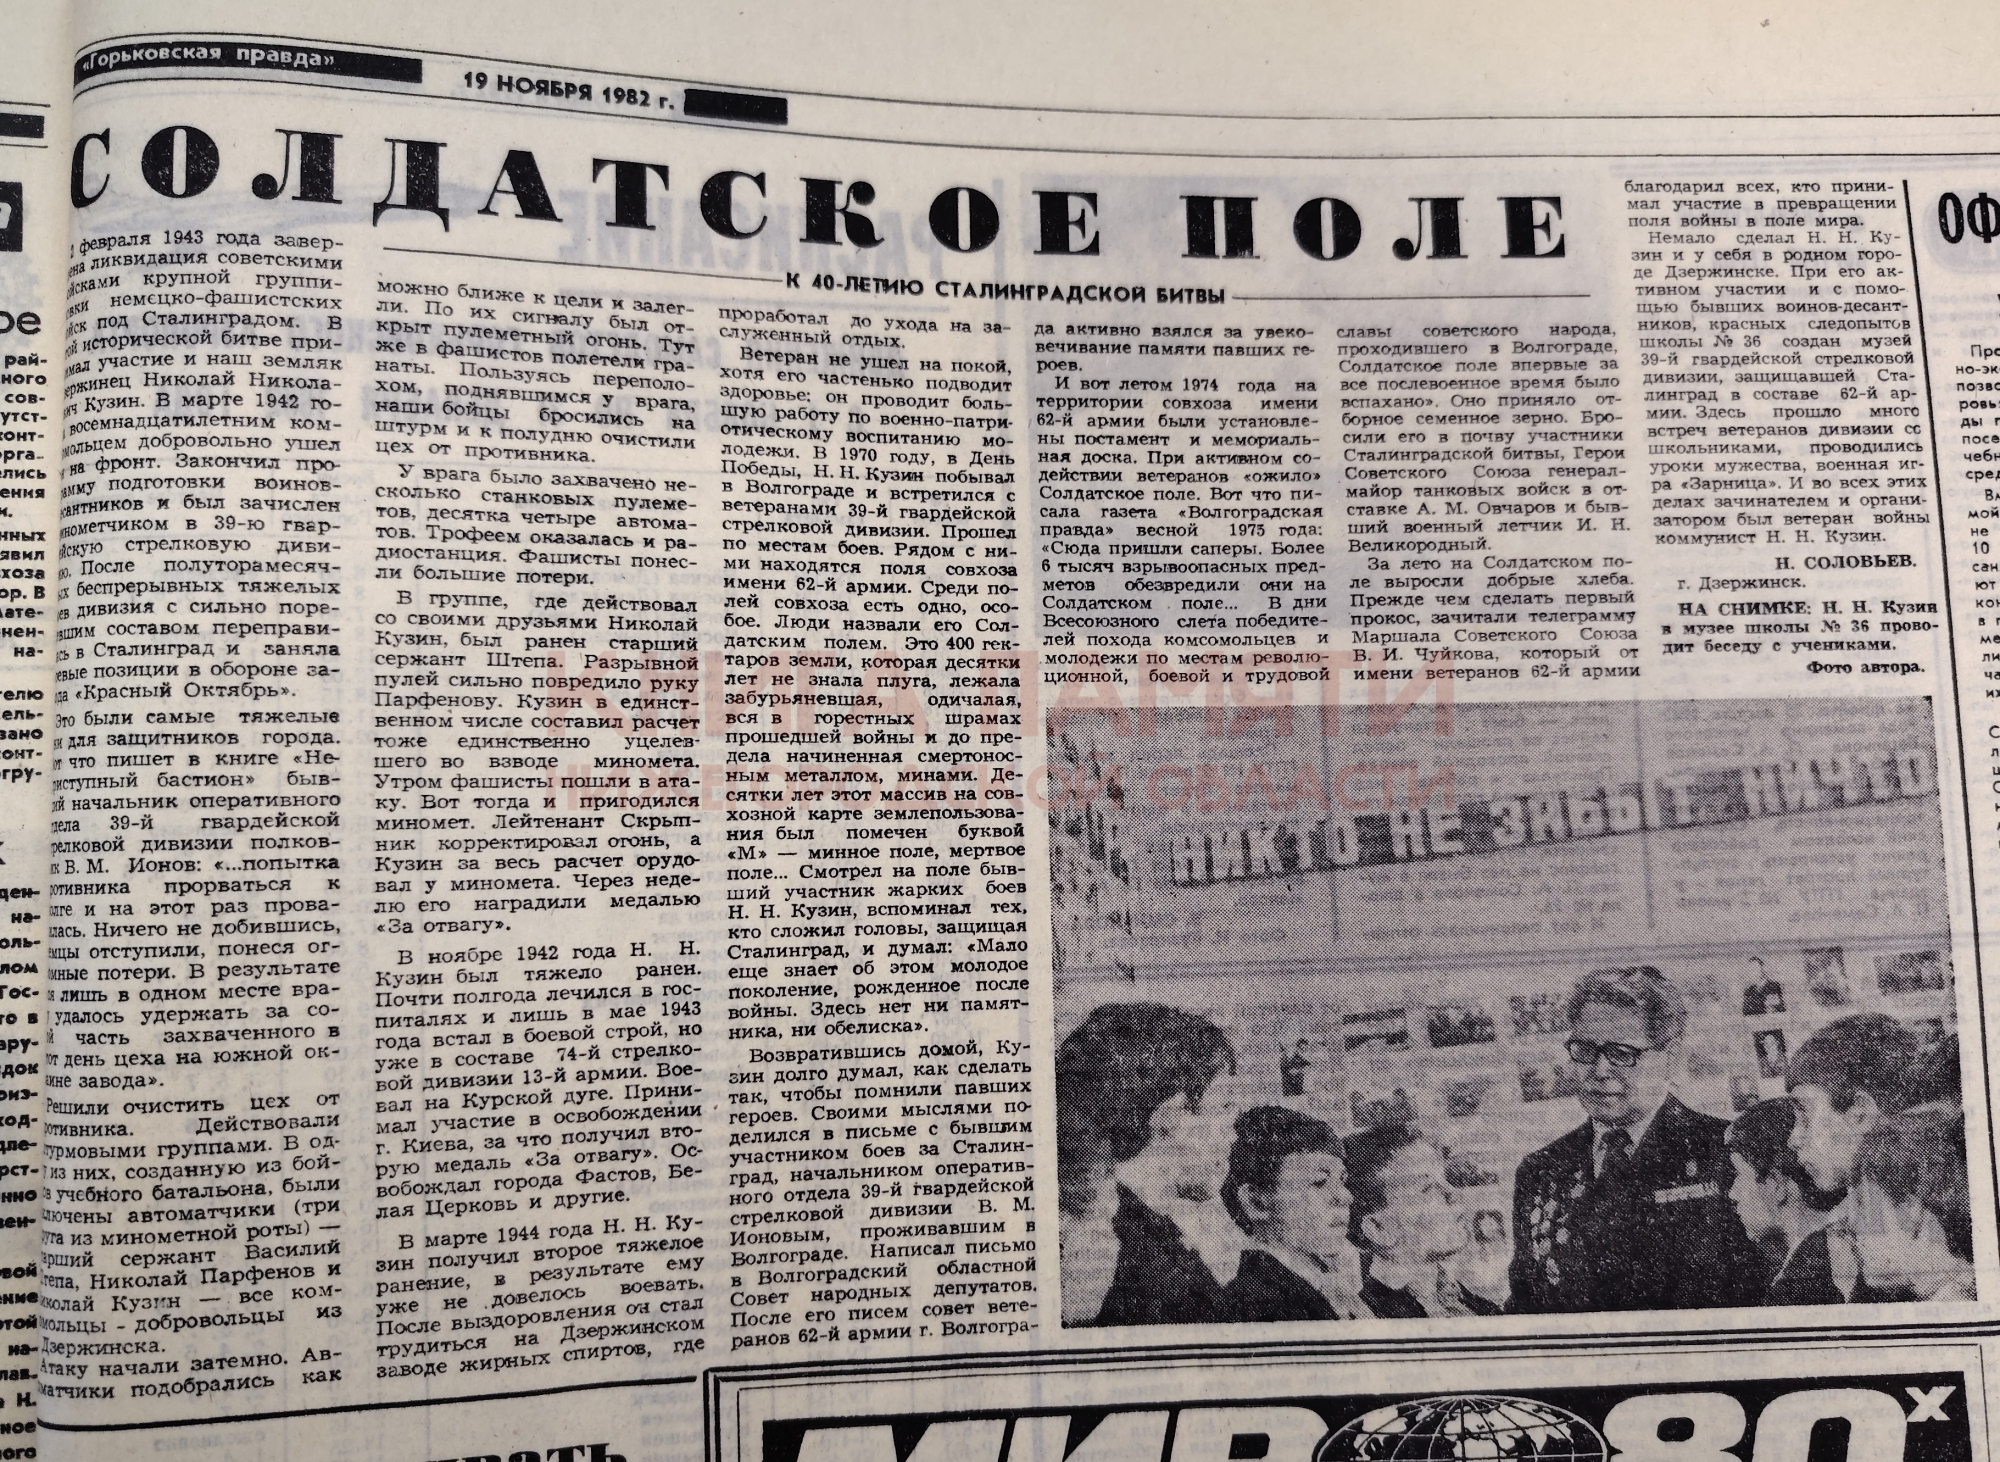 «Горьковская правда»
19 НОЯБРЯ 1982 г.
СОЛДАТСКОЕ ПОЛЕ
К 40-ЛЕТИЮ СТАЛИНГРАДСКОЙ БИТВЫ
февраля 1943 года завер-
ликвидация советскими
крупной группи-
немецко-фашистских
под Сталинградом. В
исторической битве при-
участие и наш земляк
Николай Никола-
Кузин. В марте 1942 го-
восемнадцатилетним ком-
добровольно ушел
на фронт. Закончил про-
подготовки воинов-
и был зачислен
в 39-ю гвар-
стрелковую диви-
После полуторамесяч-
беспрерывных тяжелых
дивизия с сильно поре-
составом переправи-
в Сталинград и заняла
позиции в обороне за-
«Красный Октябрь».
Это были самые тяжелые
для защитников города.
что пишет в книге «Не-
приступный бастион» быв-
начальник оперативного
39-й гвардейской
стрелковой дивизии полков-
В. М. Ионов: «...попытка
противника прорваться к
и на этот раз прова-
лась. Ничего не добившись,
отступили, понеся ог-
потери. В результате
лишь в одном месте вра-
удалось удержать за со-
часть захваченного в
день цеха на южной ок-
завода».
Решили очистить цех от
противника. Действовали
штурмовыми группами. В од-
из них, созданную из бой-
учебного батальона, были
включены автоматчики (три
из минометной роты) —
сержант Василий
Николай Парфенов и
Николай Кузин — все ком-
сомольцы - добровольцы из
Дзержинска.
Атаку начали затемно. Ав-
томатчики подобрались как
можно ближе к цели и залег-
ли. По их сигналу был от-
крыт пулеметный огонь. Тут
же в фашистов полетели гра-
наты. Пользуясь переполо-
хом, поднявшимся у врага,
наши бойцы бросились на
штурм и к полудню очистили
цех от противника.
У врага было захвачено не-
сколько станковых пулеме-
тов, десятка четыре автома-
тов. Трофеем оказалась и ра-
диостанция. Фашисты понес-
ли большие потери.
В группе, где действовал
со своими друзьями Николай
Кузин, был ранен старший
сержант Штепа. Разрывной
пулей сильно повредило руку
Парфенову. Кузин в единст-
венном числе составил расчет
тоже единственно уцелев-
шего во взводе миномета.
Утром фашисты пошли в ата-
ку. Вот тогда и пригодился
миномет. Лейтенант Скрып-
ник корректировал огонь, а
Кузин за весь расчет орудо-
вал у миномета. Через неде-
лю его наградили медалью
«За отвагу».
В ноябре 1942 года Н. Н.
Кузин был тяжело ранен.
Почти полгода лечился в гос-
питалях и лишь в мае 1943
года встал в боевой строй, но
уже в составе 74-й стрелко-
вой дивизии 13-й армии. Вое-
вал на Курской дуге. Прини-
мал участие в освобождении
г. Киева, за что получил вто-
рую медаль «За отвагу». Ос-
вобождал города Фастов, Бе-
лая Церковь и другие.
В марте 1944 года Н. Н. Ку-
зин получил второе тяжелое
ранение, в результате ему
уже не довелось воевать.
После выздоровления он стал
трудиться на Дзержинском
заводе жирных спиртов, где
проработал до ухода на за-
служенный отдых.
Ветеран не ушел на покой,
хотя его частенько подводит
здоровье: он проводит боль-
шую работу по военно-патри-
отическому воспитанию мо-
лодежи. В 1970 году, в День
Победы, Н. Н. Кузин побывал
в Волгограде и встретился с
ветеранами 39-й гвардейской
стрелковой дивизии. Прошел
по местам боев. Рядом с ни-
ми находятся поля совхоза
имени 62-й армии. Среди по-
лей совхоза есть одно, осо-
бое. Люди назвали его Сол-
датским полем. Это 400 гек-
таров земли, которая десятки
лет не знала плуга, лежала
забурьяневшая, одичалая,
вся в горестных шрамах
прошедшей войны и до пре-
дела начиненная смертонос-
ным металлом, минами. Де-
сятки лет этот массив на сов-
хозной карте землепользова-
ния был помечен буквой
«М» — минное поле, мертвое
поле... Смотрел на поле быв-
ший участник жарких боев
Н. Н. Кузин, вспоминал тех,
кто сложил головы, защищая
Сталинград, и думал: «Мало
еще знает об этом молодое
поколение, рожденное после
войны. Здесь нет ни памят-
ника, ни обелиска».
Возвратившись домой, Ку-
зин долго думал, как сделать
так, чтобы помнили павших
героев. Своими мыслями по-
делился в письме с бывшим
участником боев за Сталин-
град, начальником оператив-
ного отдела 39-й гвардейской
стрелковой дивизии В. М.
Ионовым, проживавшим в
Волгограде. Написал письмо
в Волгоградский областной
Совет народных депутатов.
После его писем совет вете-
ранов 62-й армии г. Волгогра-
да активно взялся за увеко-
вечивание памяти павших ге-
роев.
И вот летом 1974 года на
территории совхоза имени
62-й армии были установле-
ны постамент и мемориаль-
ная доска. При активном со-
действии ветеранов «ожило»
Солдатское поле. Вот что пи-
сала газета «Волгоградская
правда» весной 1975 года:
«Сюда пришли саперы. Более
6 тысяч взрывоопасных пред-
метов обезвредили они на
Солдатском поле... В дни
Всесоюзного слета победите-
лей похода комсомольцев и
молодежи по местам револю-
ционной, боевой и трудовой
славы советского народа,
проходившего в Волгограде,
Солдатское поле впервые за
все послевоенное время было
вспахано». Оно приняло от-
борное семенное зерно. Бро-
сили его в почву участники
Сталинградской битвы, Герои
Советского Союза генерал-
майор танковых войск в от-
ставке А. М. Овчаров и быв-
ший военный летчик И. Н.
Великородный.
За лето на Солдатском по-
ле выросли добрые хлеба.
Прежде чем сделать первый
прокос, зачитали телеграмму
Маршала Советского Союза
В. И. Чуйкова, который от
имени ветеранов 62-й армии
благодарил всех, кто прини-
мал участие в превращении
поля войны в поле мира.
Немало сделал Н. Н. Ку-
зин и у себя в родном горо-
де Дзержинске. При его ак-
тивном участии и с помо-
щью бывших воинов-десант-
ников, красных следопытов
школы № 36 создан музей
39-й гвардейской стрелковой
дивизии, защищавшей Ста-
линград в составе 62-й ар-
мии. Здесь прошло много
встреч ветеранов дивизии со
школьниками, проводились
уроки мужества, военная иг-
ра «Зарница». И во всех этих
делах зачинателем и органи-
затором был ветеран войны
коммунист Н. Н. Кузин.
Н. СОЛОВЬЕВ.
г. Дзержинск.
НА СНИМКЕ: Н. Н. Кузин
в музее школы № 36 прово-
дит беседу с учениками.
Фото автора.
НИКТО НЕ ЗАБЫТ, НИЧТО
МИР 80х